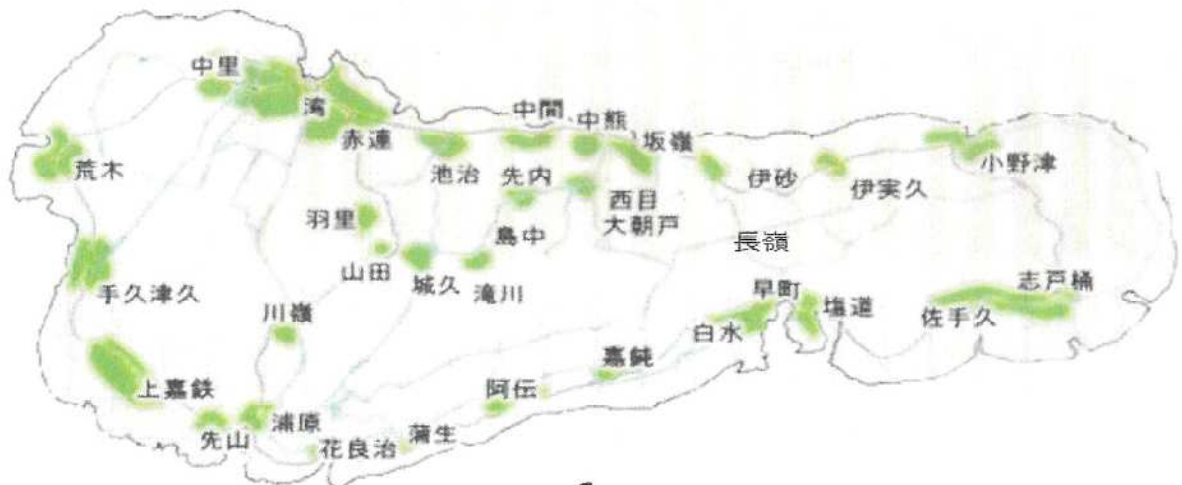 中里
湾
赤連
中間
中熊
坂嶺
荒木
池治
先内
伊砂
伊実久
小野津
羽里
島中
西目
大朝戸
長嶺
山田
城久
滝川
手久津久
川嶺
早町
塩道
志戸桶
佐手久
白水
嘉鈍
上嘉鉄
阿伝
先山
浦原
花良治
蒲生